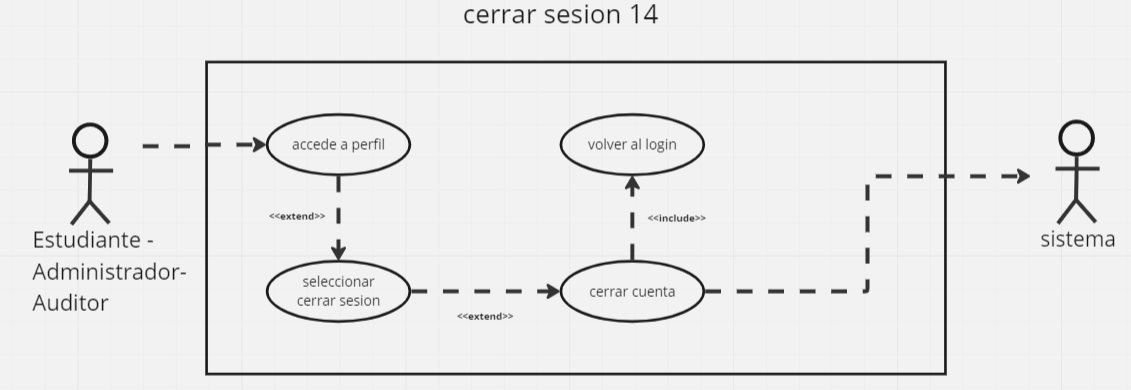 cerrar sesion 14
accede a perfil
volver al login
<<extend>>
<<include>>
Estudiante -
Administrador-
Auditor
sistema
seleccionar
cerrar sesion
cerrar cuenta
<<extend>>